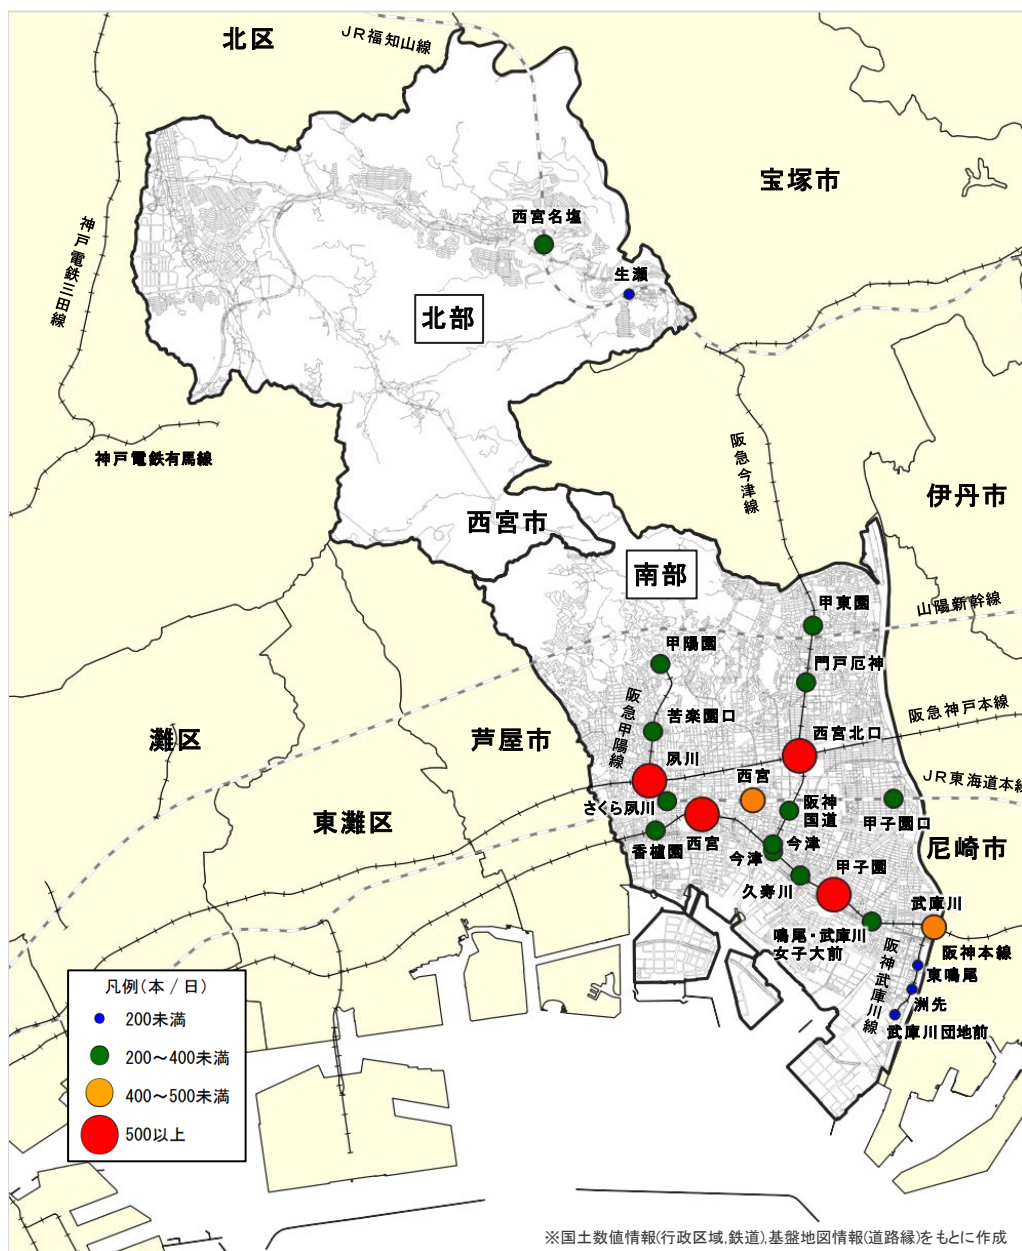 北区
JR福知山線
宝塚市
西宮名塩
神戸電鉄三田線
生瀬
北部
阪急今津線
神戸電鉄有馬線
伊丹市
西宮市
南部
甲東園
山陽新幹線
甲陽園
門戸厄神
阪急甲陽線
苦楽園口
阪急神戸本線
灘区
芦屋市
西宮北口
夙川
西宮
JR東海道本線
さくら夙川
阪神
国道
甲子園口
東灘区
香櫨園
西宮
今津
今津
尼崎市
甲子園
久寿川
武庫川
鳴尾・武庫川
女子大前
阪神本線
阪神武庫川線
東鳴尾
洲先
武庫川団地前
凡例(本/日)
200未満
200～400未満
400～500未満
500以上
※国土数値情報(行政区域,鉄道),基盤地図情報(道路縁)をもとに作成